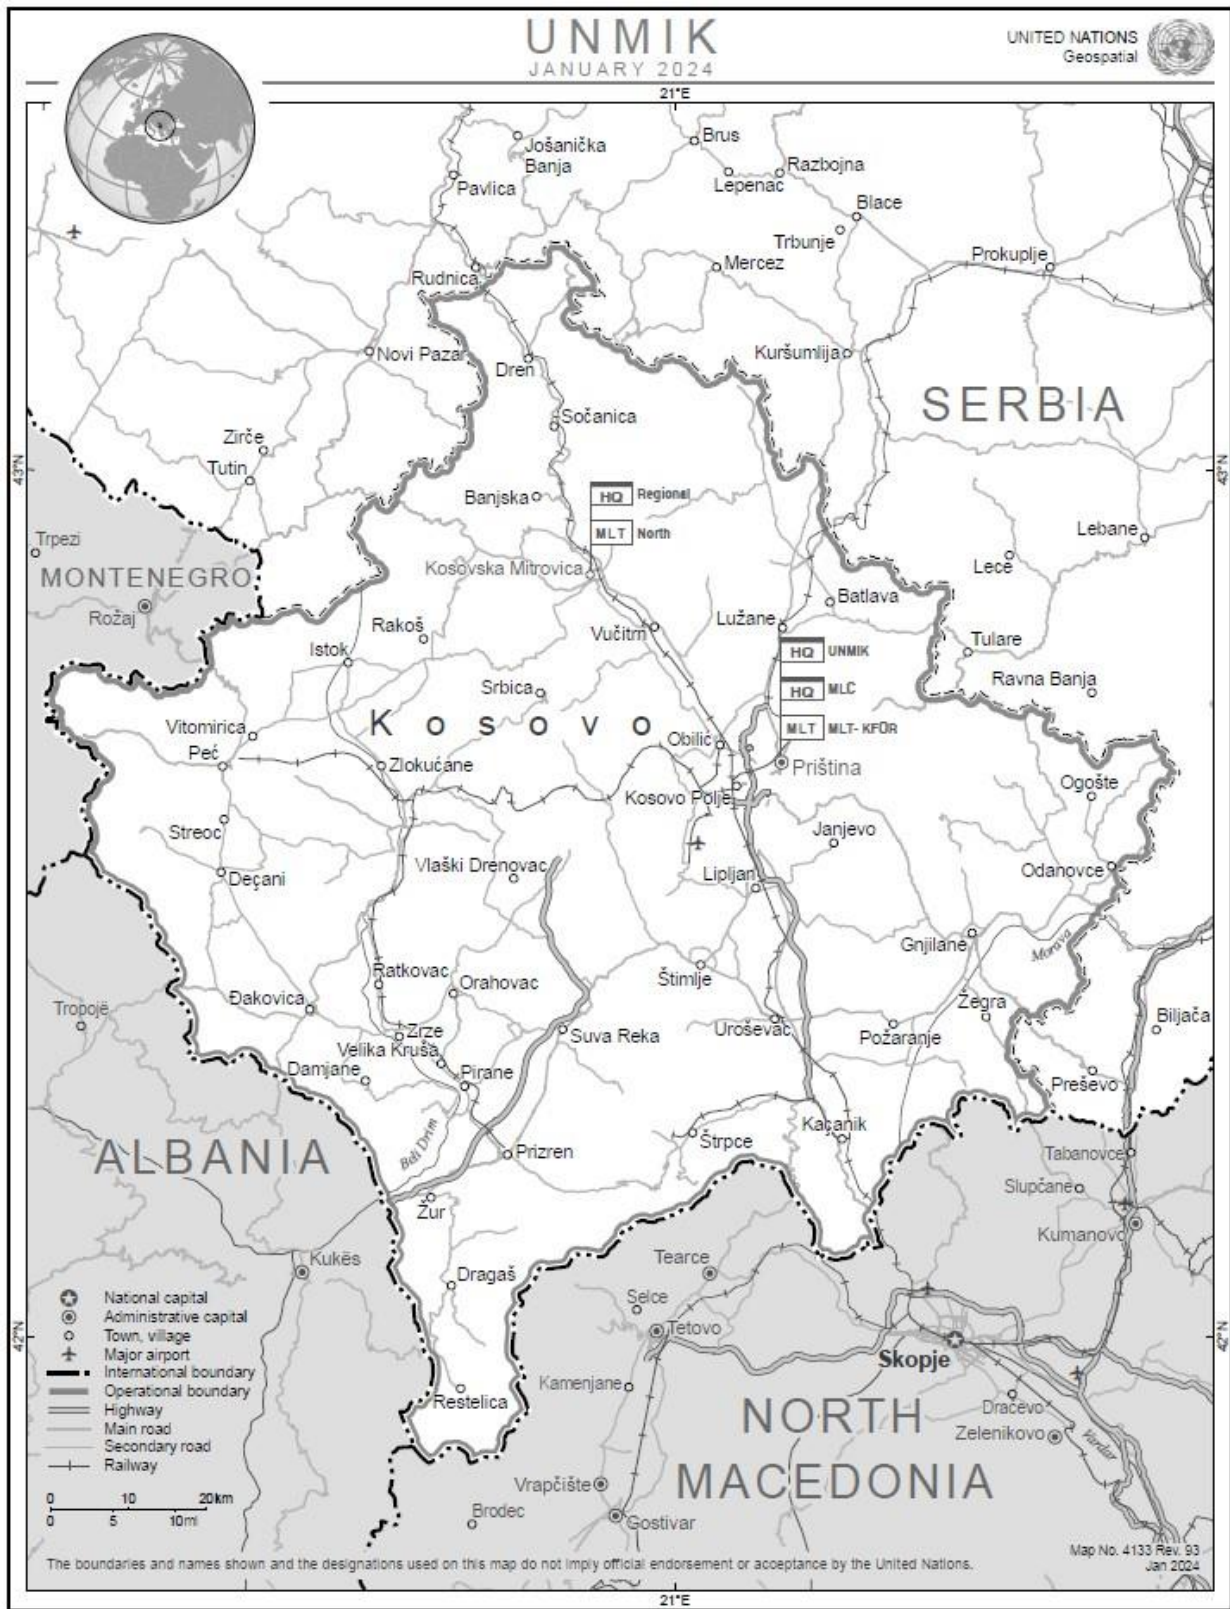 UNMIK
JANUARY 2024
UNITED NATIONS
Geospatial
21°E
Jošanička
Banja
Brus
Pavlica
Lepenac
Razbojna
Blace
Trbunje
Prokuplje
Mercez
Rudnica
Novi Pazar
Dren
Kuršumlija
SERBIA
Sočanica
Zirče
Tutin
43°N
43°N
Banjska
HQ Regional
MLT North
Lebane
Trpezi
Lece
MONTENEGRO
Kosovska Mitrovica
Rožaj
Batlava
Rakoš
Vučitrn
Lužane
Istok
HQ UNMIK
Tulare
Srbica
HQ MLC
Ravna Banja
Vitomirica
Kosovo
Obilić
MLT MLT- KFOR
Peć
Zlokućane
Priština
Kosovo Polje
Ogošte
Streoc
Janjevo
Vlaški Drenovac
Deçani
Lipljan
Odanovce
Gnjilane
Morava
Ratkovac
Orahovac
Štimlje
Đakovica
Tropojë
Žegra
Zrze
Suva Reka
Uroševac
Požaranje
Biljača
Velika Kruša
Damjane
Pirane
Preševo
ALBANIA
Beli Drim
Prizren
Štrpce
Kaçanik
Tabanovce
Slupčane
Žur
Kumanovo
Kukës
Tearce
Dragaš
Selce
Tetovo
42°N
42°N
Skopje
Kamenjane
Restelica
Dračevo
NORTH
MACEDONIA
Zelenikovo
Vardar
Vrapčište
Brodec
Gostivar
National capital
Administrative capital
Town, village
Major airport
International boundary
Operational boundary
Highway
Main road
Secondary road
Railway
0 10 20km
0 5 10mi
The boundaries and names shown and the designations used on this map do not imply official endorsement or acceptance by the United Nations.
Map No. 4133 Rev. 93
Jan 2024
21°E